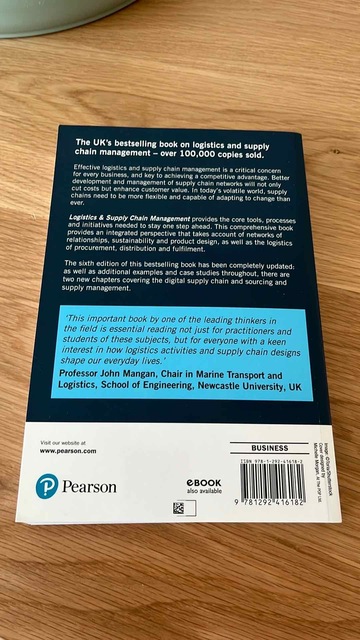 The UK's bestselling book on logistics and supply
chain management – over 100,000 copies sold.
Effective logistics and supply chain management is a critical concern
for every business, and key to achieving a competitive advantage. Better
development and management of supply chain networks will not only
cut costs but enhance customer value. In today's volatile world, supply
chains need to be more flexible and capable of adapting to change than
ever.
Logistics & Supply Chain Management provides the core tools, processes
and initiatives needed to stay one step ahead. This comprehensive book
provides an integrated perspective that takes account of networks of
relationships, sustainability and product design, as well as the logistics
of procurement, distribution and fulfilment.
The sixth edition of this bestselling book has been completely updated:
as well as additional examples and case studies throughout, there are
two new chapters covering the digital supply chain and sourcing and
supply management.
'This important book by one of the leading thinkers in
the field is essential reading not just for practitioners and
students of these subjects, but for everyone with a keen
interest in how logistics activities and supply chain designs
shape our everyday lives.'
Professor John Mangan, Chair in Marine Transport and
Logistics, School of Engineering, Newcastle University, UK
Visit our website at
www.pearson.com
Pearson
eBOOK
also available
BUSINESS
ISBN 978-1-292-41618-2
9 781292 416182
Cover designed by